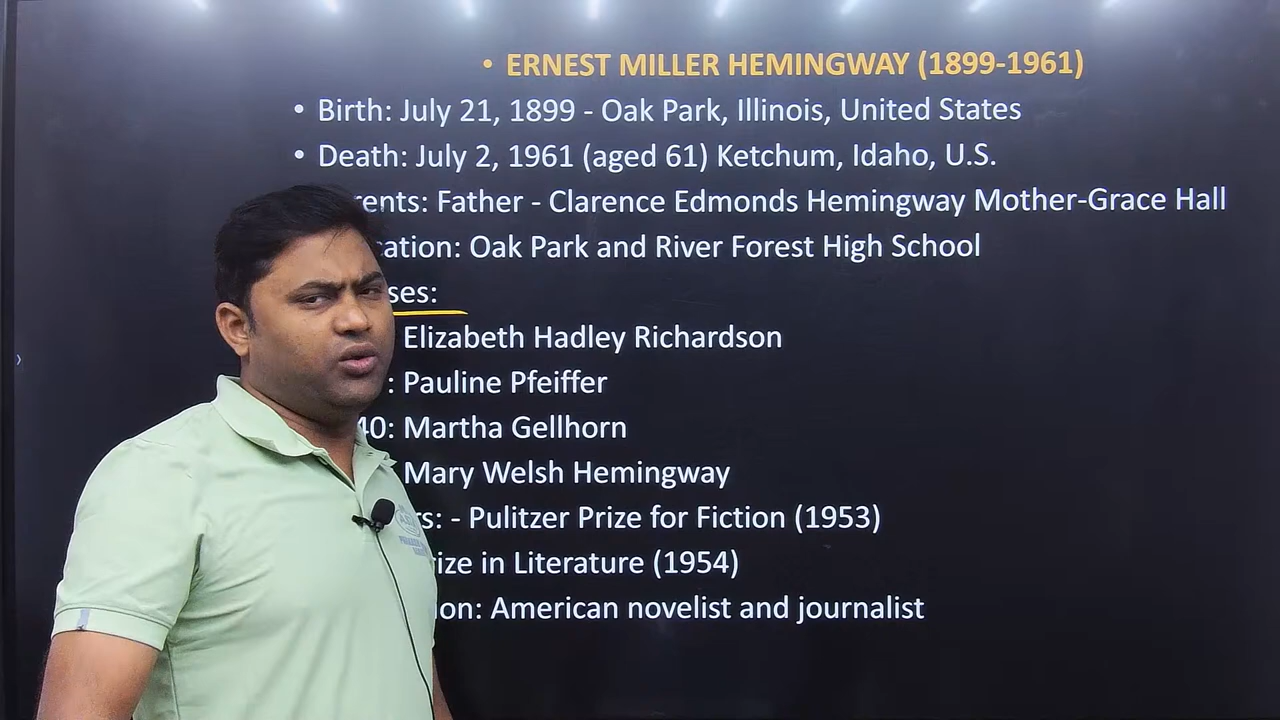 • ERNEST MILLER HEMINGWAY (1899-1961)
• Birth: July 21, 1899 - Oak Park, Illinois, United States
• Death: July 2, 1961 (aged 61) Ketchum, Idaho, U.S.
rents: Father - Clarence Edmonds Hemingway Mother-Grace Hall
cation: Oak Park and River Forest High School
ses:
Elizabeth Hadley Richardson
: Pauline Pfeiffer
40: Martha Gellhorn
Mary Welsh Hemingway
rs: - Pulitzer Prize for Fiction (1953)
rize in Literature (1954)
ion: American novelist and journalist